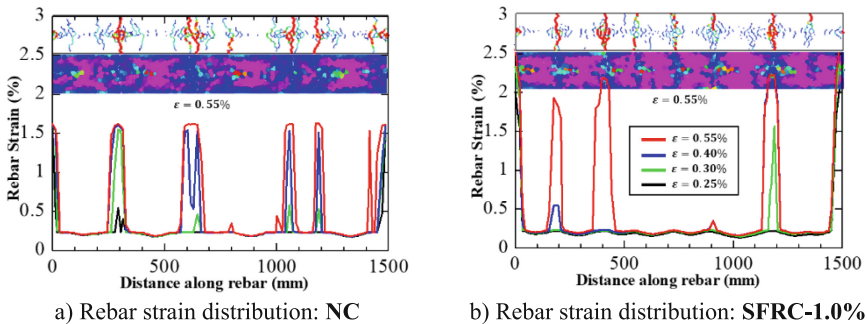 3
2.5
2
1.5
1
0.5
0
Rebar Strain (%)
ε = 0.55%
0 500 1000 1500
Distance along rebar (mm)
a) Rebar strain distribution: NC
3
2.5
2
1.5
1
0.5
0
Rebar Strain (%)
ε = 0.55%
ε = 0.55%
ε = 0.40%
ε = 0.30%
ε = 0.25%
0 500 1000 1500
Distance along rebar (mm)
b) Rebar strain distribution: SFRC-1.0%